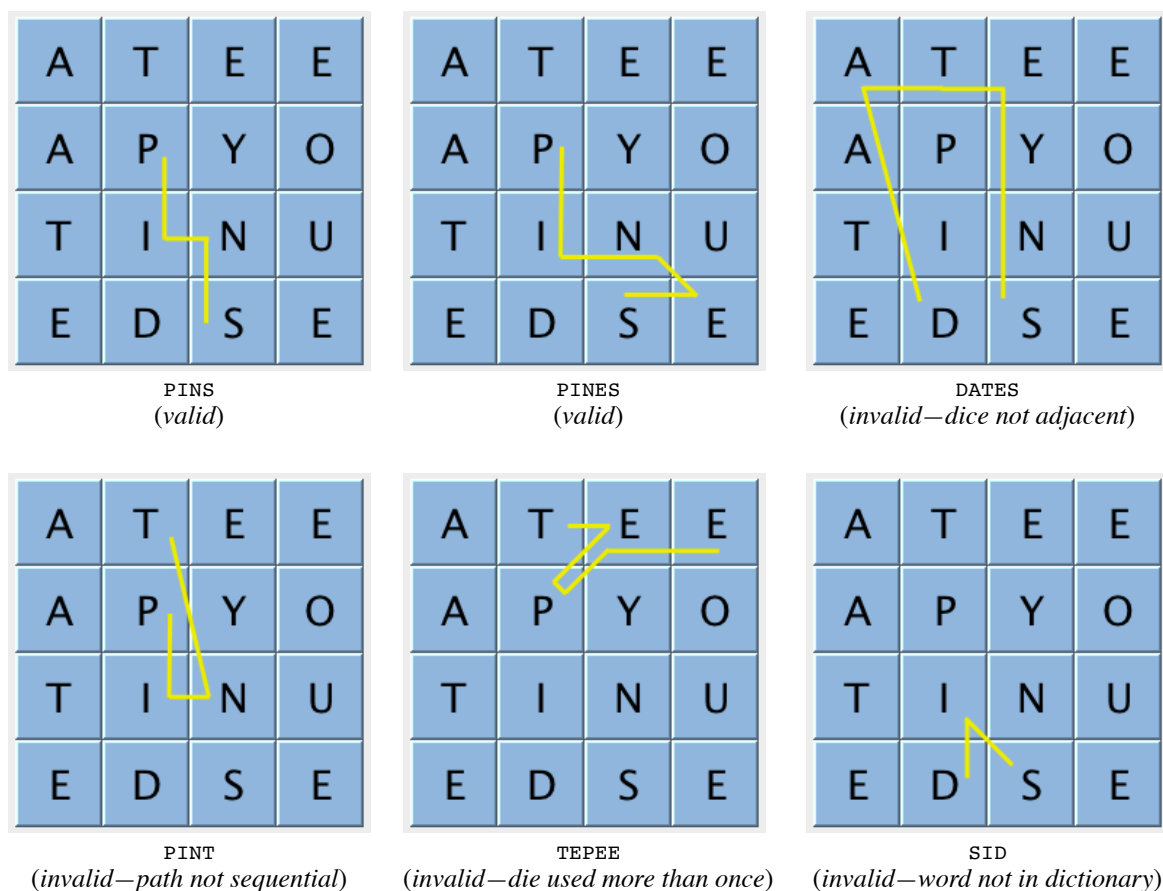 A T E E A T E E A T E E
A P Y O A P Y O A P Y O
T I N U T I N U T I N U
E D S E E D S E E D S E
PINS PINES DATES
(valid) (valid) (invalid—dice not adjacent)
A T E E A T E E A T E E
A P Y O A P Y O A P Y O
T I N U T I N U T I N U
E D S E E D S E E D S E
PINT TEPEE SID
(invalid—path not sequential) (invalid—die used more than once) (invalid—word not in dictionary)